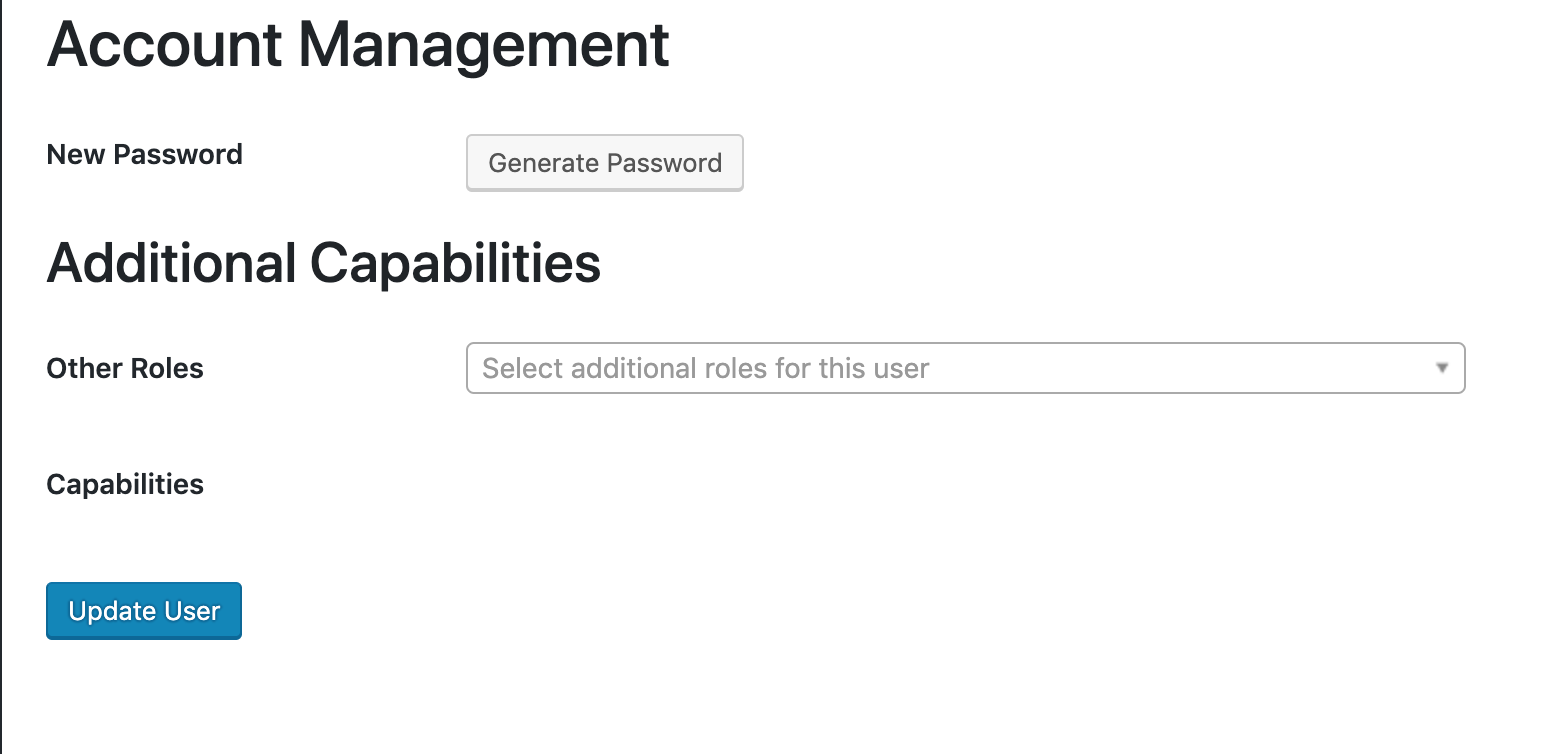 Account Management
New Password
Generate Password
Additional Capabilities
Other Roles
Select additional roles for this user
Capabilities
Update User